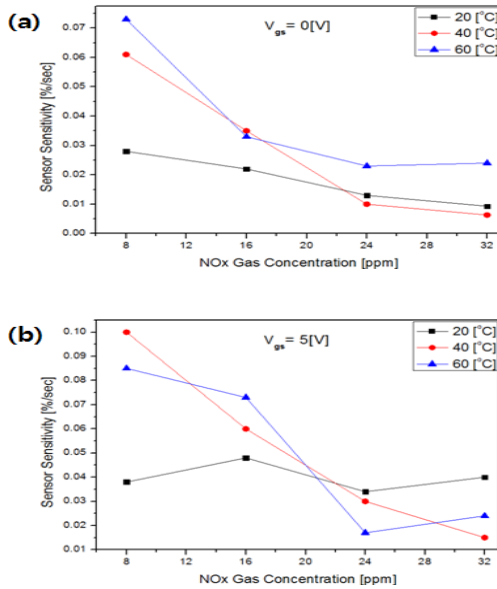 (a)
V_gs = 0[V]
20 [°C]
40 [°C]
60 [°C]
Sensor Sensitivity [%/sec]
0.07
0.06
0.05
0.04
0.03
0.02
0.01
0.00
8 12 16 20 24 28 32
NOx Gas Concentration [ppm]
(b)
V_gs = 5[V]
20 [°C]
40 [°C]
60 [°C]
Sensor Sensitivity [%/sec]
0.10
0.09
0.08
0.07
0.06
0.05
0.04
0.03
0.02
0.01
8 12 16 20 24 28 32
NOx Gas Concentration [ppm]